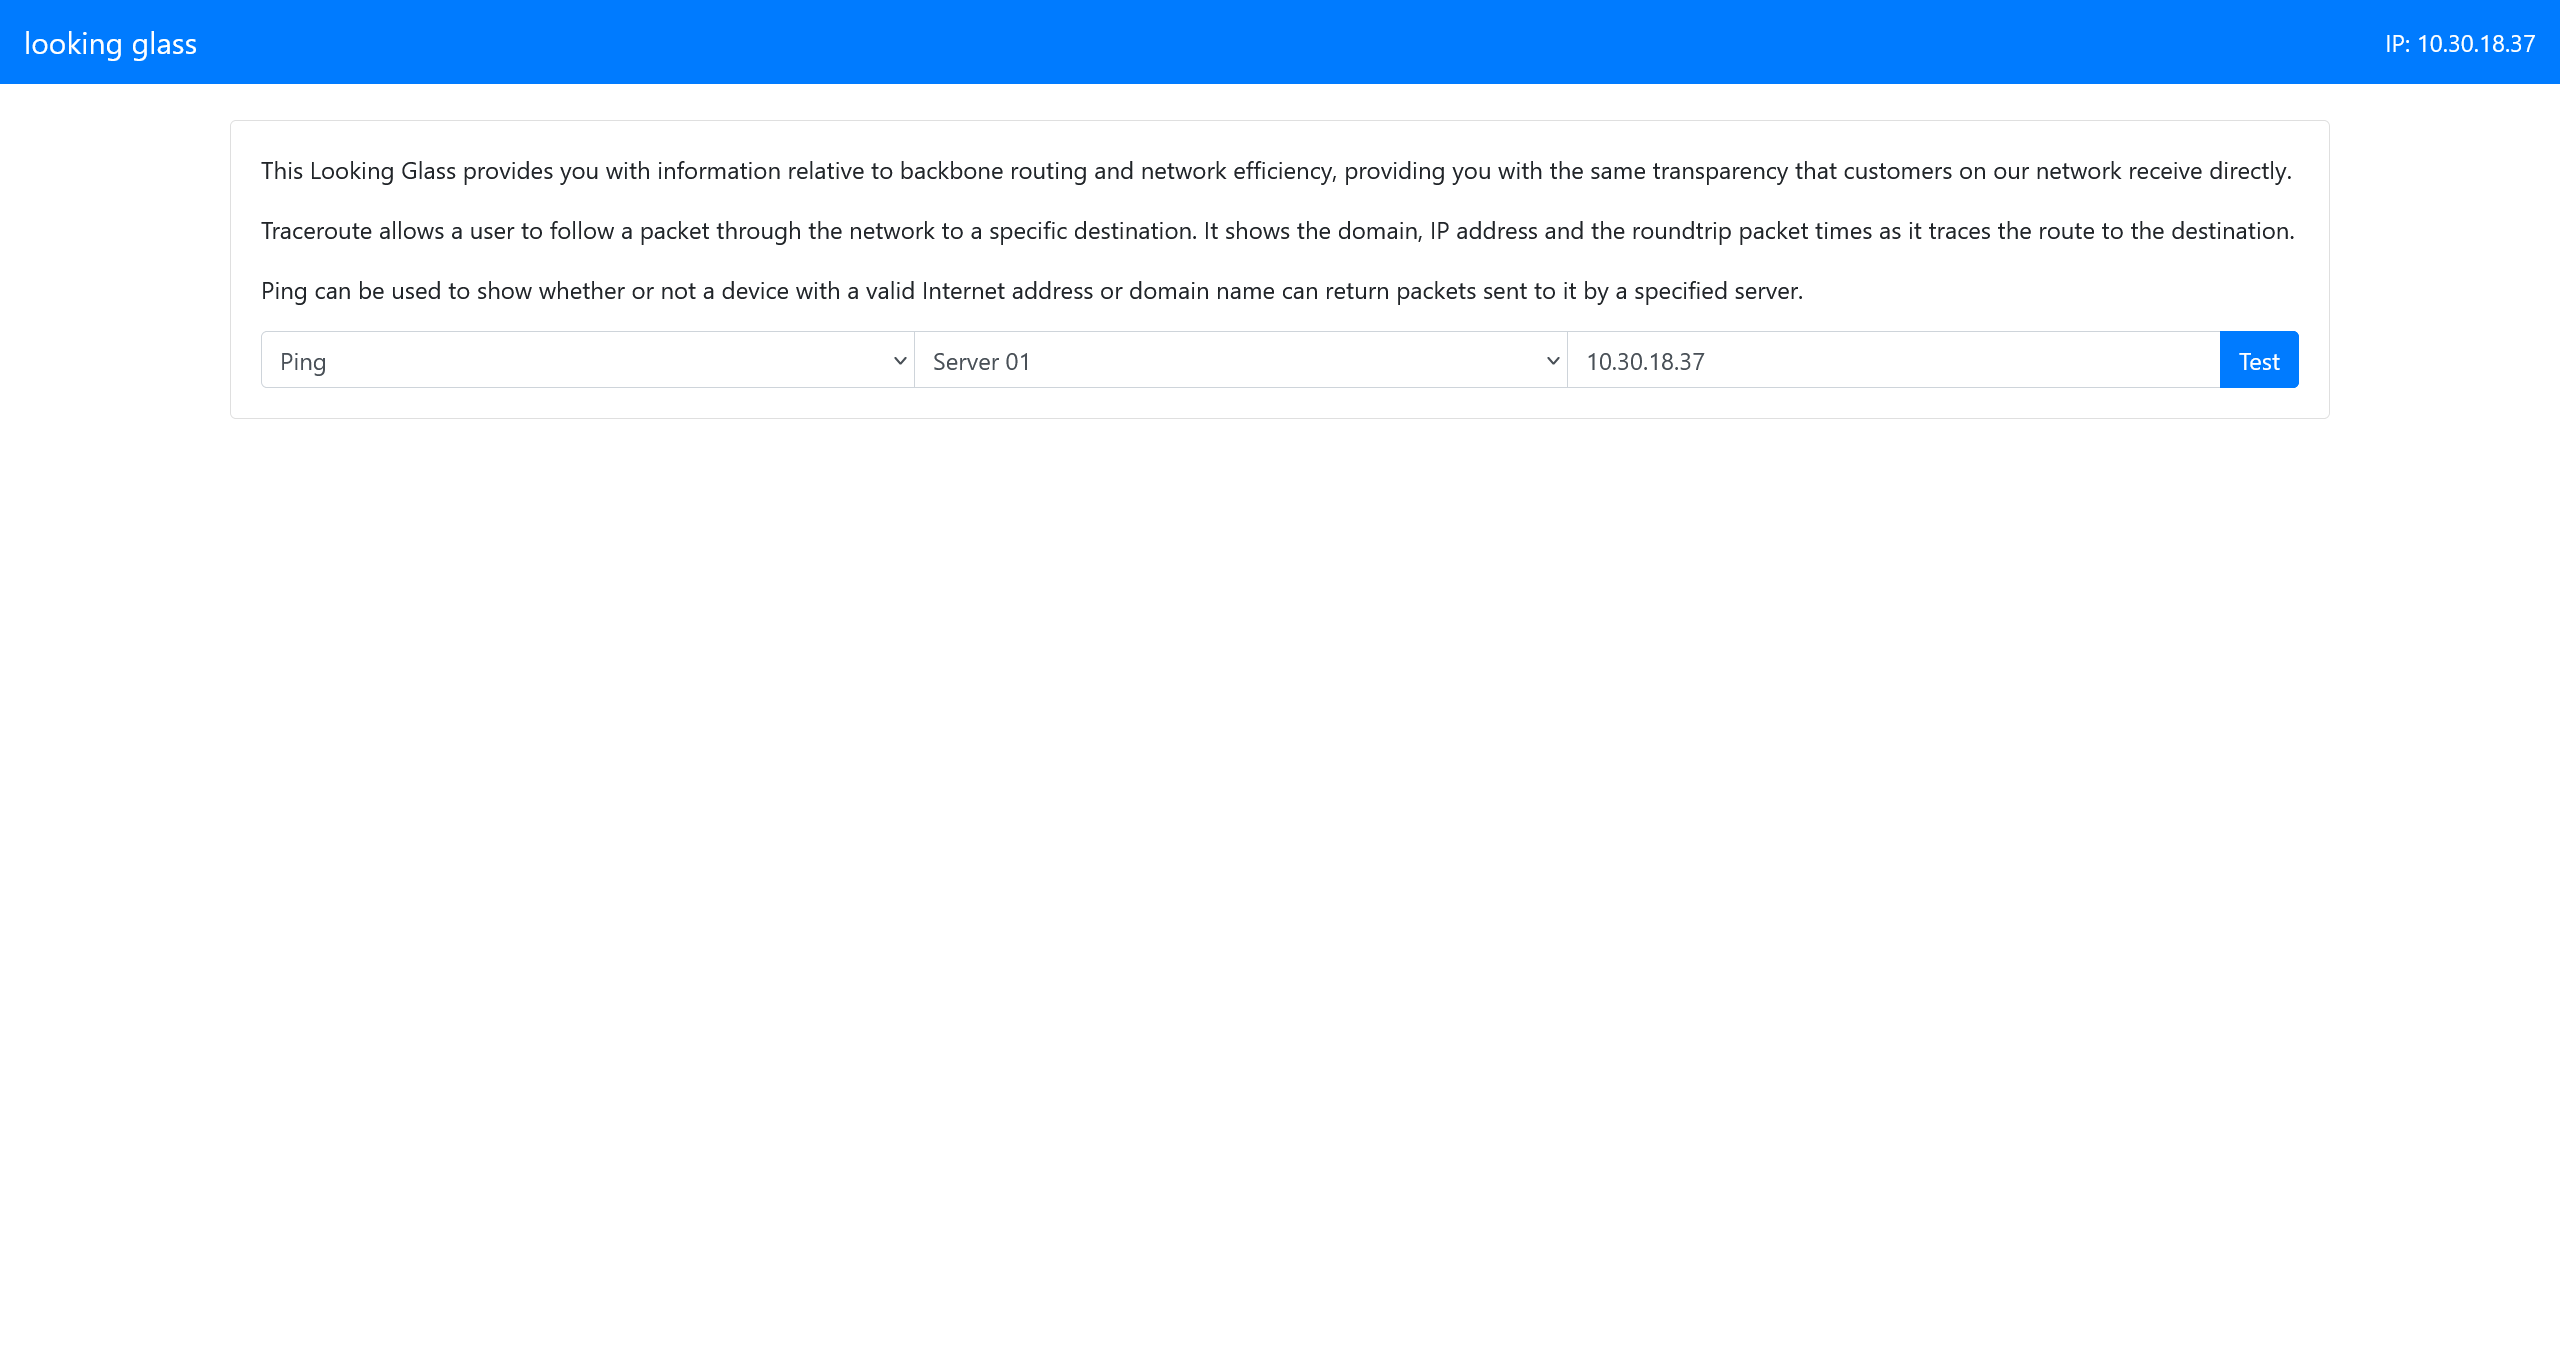 looking glass
IP: 10.30.18.37
This Looking Glass provides you with information relative to backbone routing and network efficiency, providing you with the same transparency that customers on our network receive directly.
Traceroute allows a user to follow a packet through the network to a specific destination. It shows the domain, IP address and the roundtrip packet times as it traces the route to the destination.
Ping can be used to show whether or not a device with a valid Internet address or domain name can return packets sent to it by a specified server.
Ping
Server 01
10.30.18.37
Test